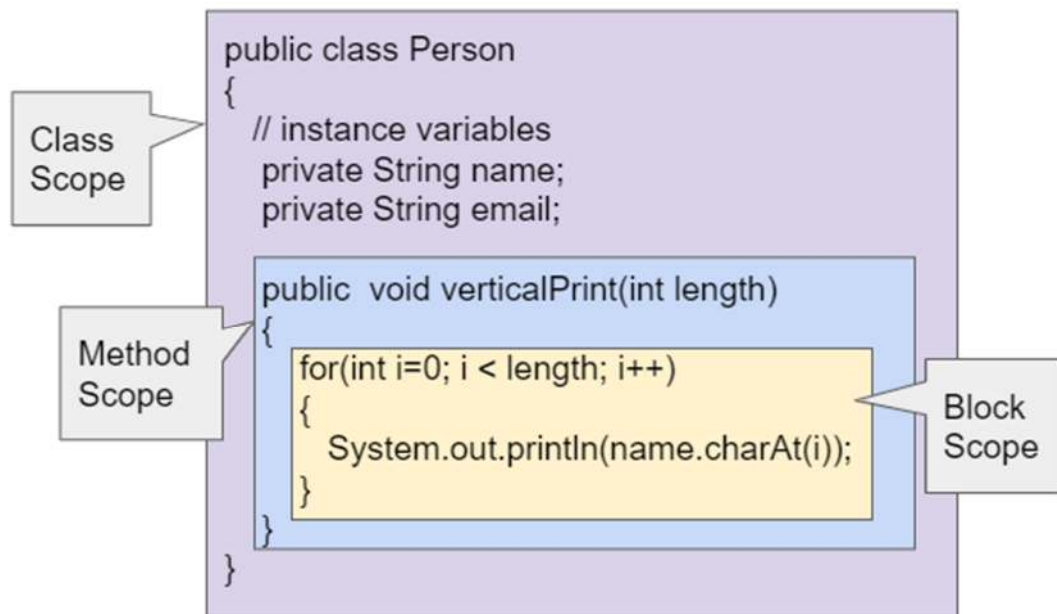 public class Person
{
// instance variables
private String name;
private String email;
public  void verticalPrint(int length)
{
for(int i=0; i < length; i++)
{
System.out.println(name.charAt(i));
}
}
}
Class
Scope
Method
Scope
Block
Scope